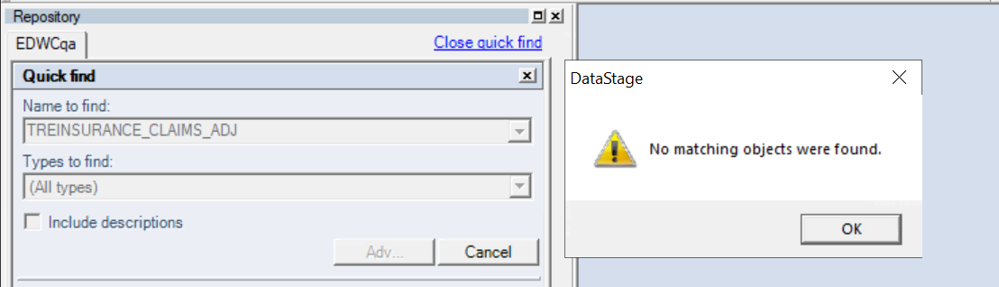 Repository
EDWCqa
Close quick find
Quick find
Name to find:
TREINSURANCE_CLAIMS_ADJ
Types to find:
(All types)
Include descriptions
Adv...
Cancel
DataStage
No matching objects were found.
OK